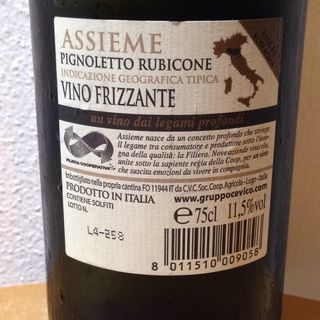 ASSIEME
PIGNOLETTO RUBICONE
INDICAZIONE GEOGRAFICA TIPICA
VINO FRIZZANTE
un vino dai legami profondi
Assieme nasce da un concetto profondo che stringe
il legame tra consumatore e produttore sotto l'inse-
gna della qualità: la Filiera. Nove aziende vinicole,
sotto la sapiente regia della Coop, per un vino
che suscita emozioni da vivere in compagnia.
FILIERA COOPERATIVA
Imbottigliato nella propria cantina FO 11944 IT da C.V.C. Soc. Coop. Agricola - Lugo - Italia
PRODOTTO IN ITALIA
www.gruppocevico.com
CONTIENE SOLFITI
LOTTO N.
L4-258
e 75cl 11,5%vol
8 011510 009058